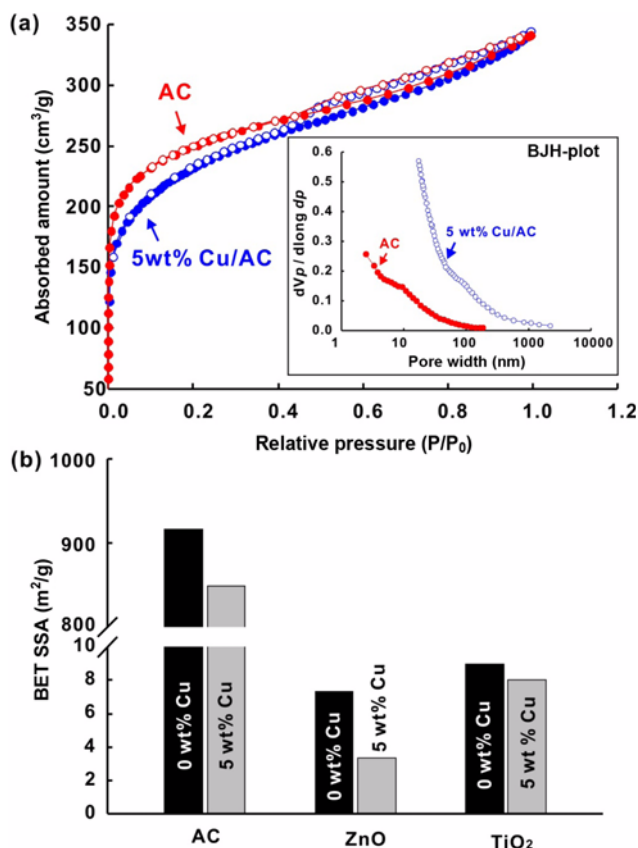 (a)
Absorbed amount (cm³/g)
350
300
250
200
150
100
50
0.0 0.2 0.4 0.6 0.8 1.0 1.2
Relative pressure (P/P₀)
AC
5wt% Cu/AC
BJH-plot
dVp / dlong dp
0.6
0.5
0.4
0.3
0.2
0.1
0.0
1 10 100 1000 10000
Pore width (nm)
AC
5 wt% Cu/AC
(b)
BET SSA (m²/g)
1000
900
800
10
8
6
4
2
0
0 wt% Cu
5 wt% Cu
0 wt% Cu
5 wt% Cu
0 wt% Cu
5 wt % Cu
AC ZnO TiO₂